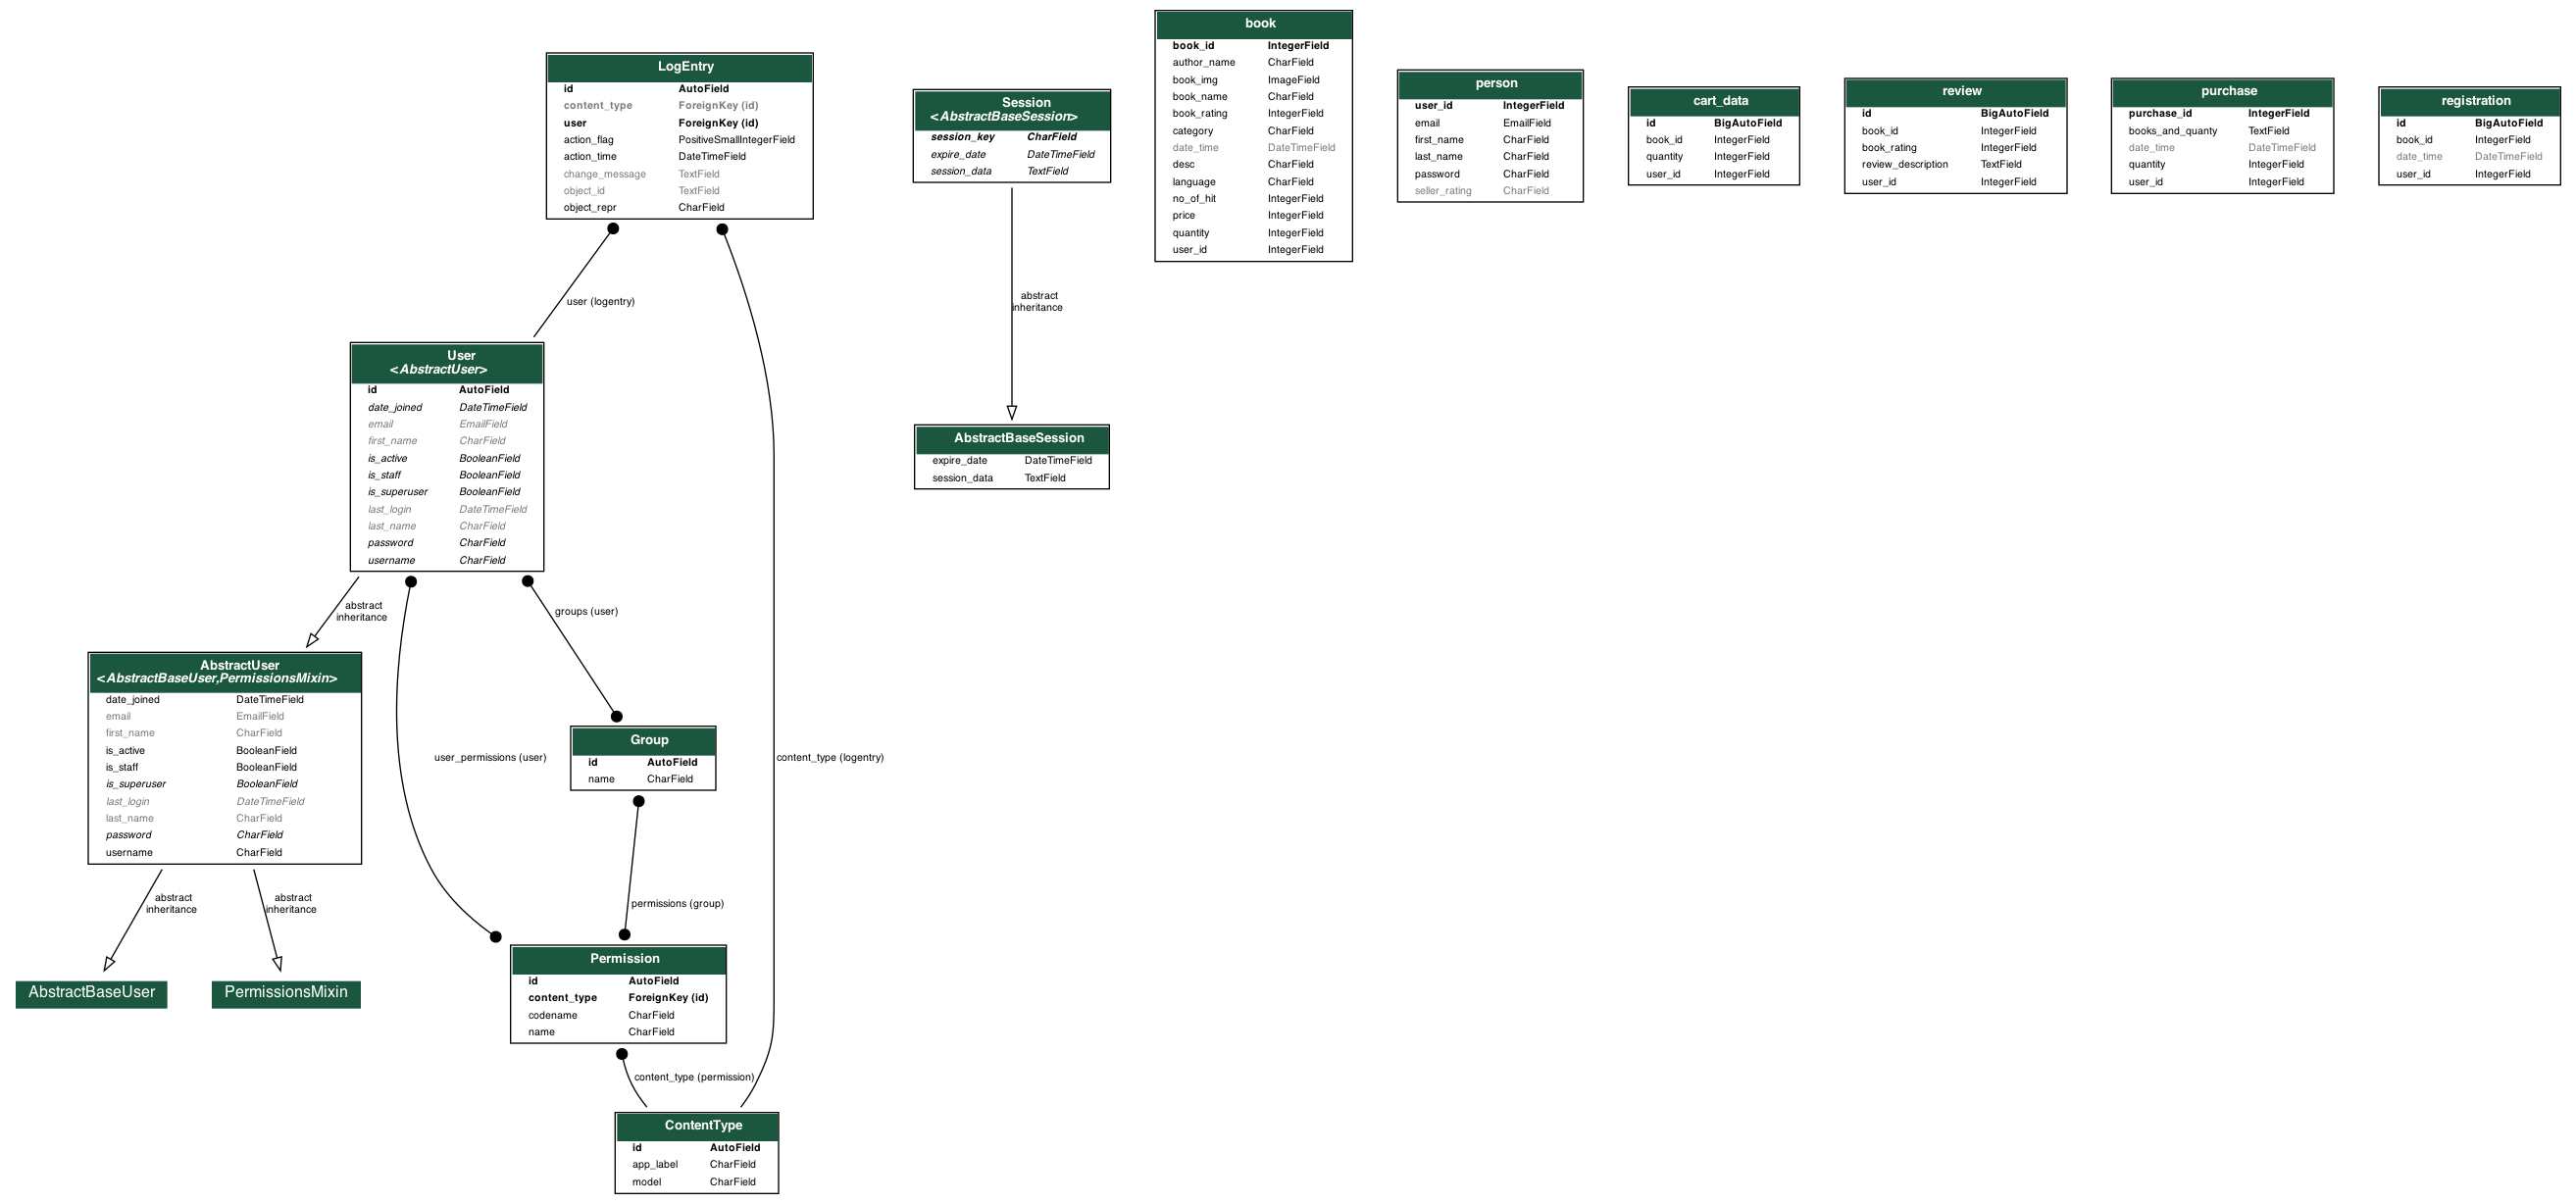 LogEntry
id AutoField
content_type ForeignKey (id)
user ForeignKey (id)
action_flag PositiveSmallIntegerField
action_time DateTimeField
change_message TextField
object_id TextField
object_repr CharField
user (logentry)
User
<AbstractUser>
id AutoField
date_joined DateTimeField
email EmailField
first_name CharField
is_active BooleanField
is_staff BooleanField
is_superuser BooleanField
last_login DateTimeField
last_name CharField
password CharField
username CharField
abstract
inheritance
groups (user)
AbstractUser
<AbstractBaseUser,PermissionsMixin>
date_joined DateTimeField
email EmailField
first_name CharField
is_active BooleanField
is_staff BooleanField
is_superuser BooleanField
last_login DateTimeField
last_name CharField
password CharField
username CharField
user_permissions (user)
Group
id AutoField
name CharField
content_type (logentry)
abstract
inheritance
abstract
inheritance
permissions (group)
AbstractBaseUser
PermissionsMixin
Permission
id AutoField
content_type ForeignKey (id)
codename CharField
name CharField
content_type (permission)
ContentType
id AutoField
app_label CharField
model CharField
Session
<AbstractBaseSession>
session_key CharField
expire_date DateTimeField
session_data TextField
abstract
inheritance
AbstractBaseSession
expire_date DateTimeField
session_data TextField
book
book_id IntegerField
author_name CharField
book_img ImageField
book_name CharField
book_rating IntegerField
category CharField
date_time DateTimeField
desc CharField
language CharField
no_of_hit IntegerField
price IntegerField
quantity IntegerField
user_id IntegerField
person
user_id IntegerField
email EmailField
first_name CharField
last_name CharField
password CharField
seller_rating CharField
cart_data
id BigAutoField
book_id IntegerField
quantity IntegerField
user_id IntegerField
review
id BigAutoField
book_id IntegerField
book_rating IntegerField
review_description TextField
user_id IntegerField
purchase
purchase_id IntegerField
books_and_quanty TextField
date_time DateTimeField
quantity IntegerField
user_id IntegerField
registration
id BigAutoField
book_id IntegerField
date_time DateTimeField
user_id IntegerField